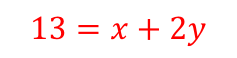 13 = x + 2y